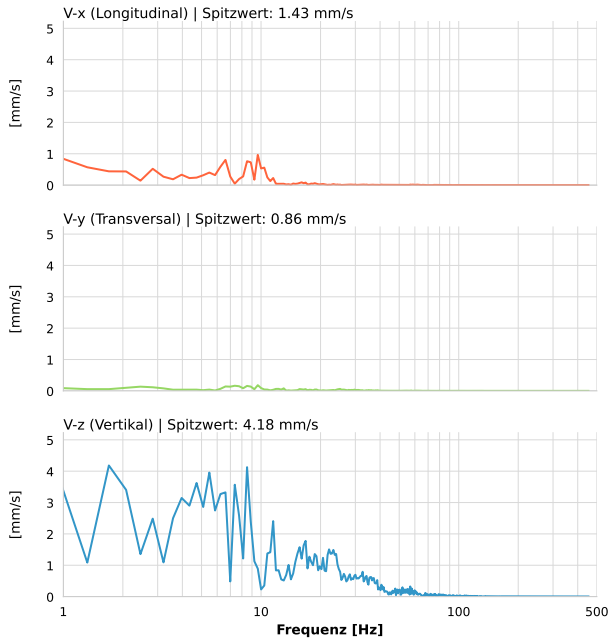 V-x (Longitudinal) | Spitzwert: 1.43 mm/s
5
4
3
2
1
0
[mm/s]
V-y (Transversal) | Spitzwert: 0.86 mm/s
5
4
3
2
1
0
[mm/s]
V-z (Vertikal) | Spitzwert: 4.18 mm/s
5
4
3
2
1
0
[mm/s]
1 10 100 500
Frequenz [Hz]